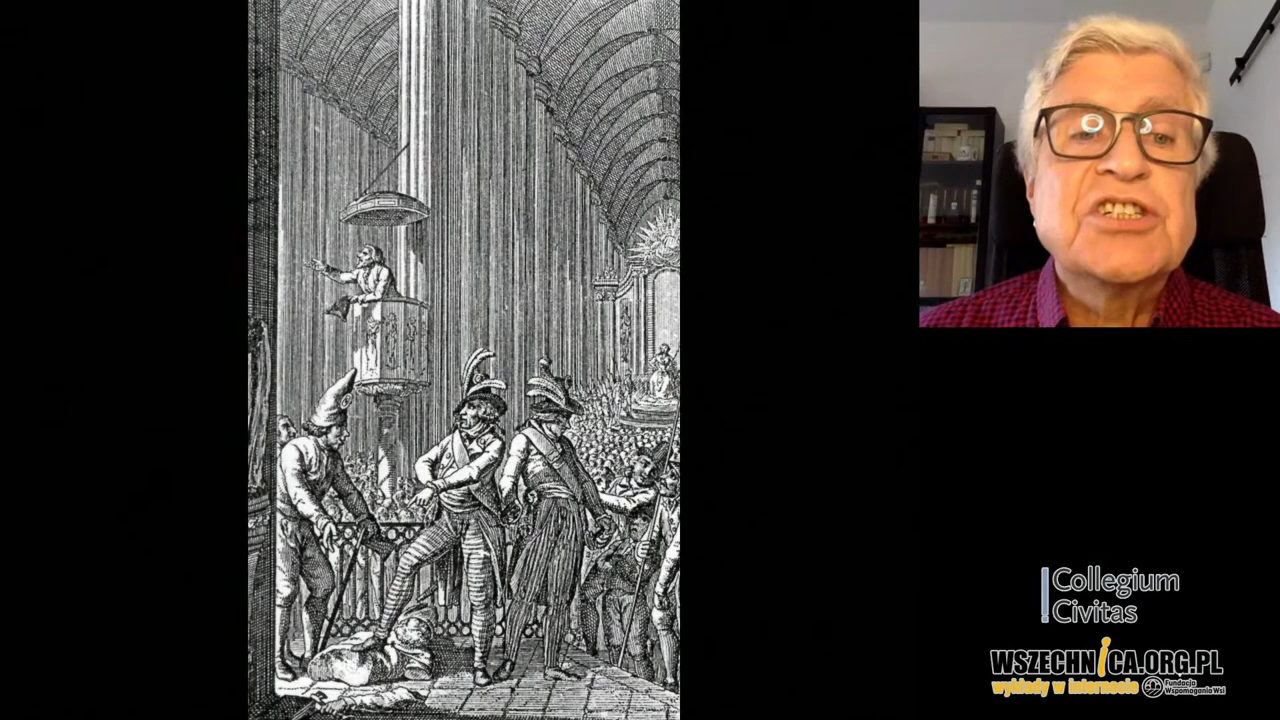 Collegium
Civitas
WSZECHNICA.ORG.PL
wykłady w internecie
Fundacja
Wspomagania Wsi